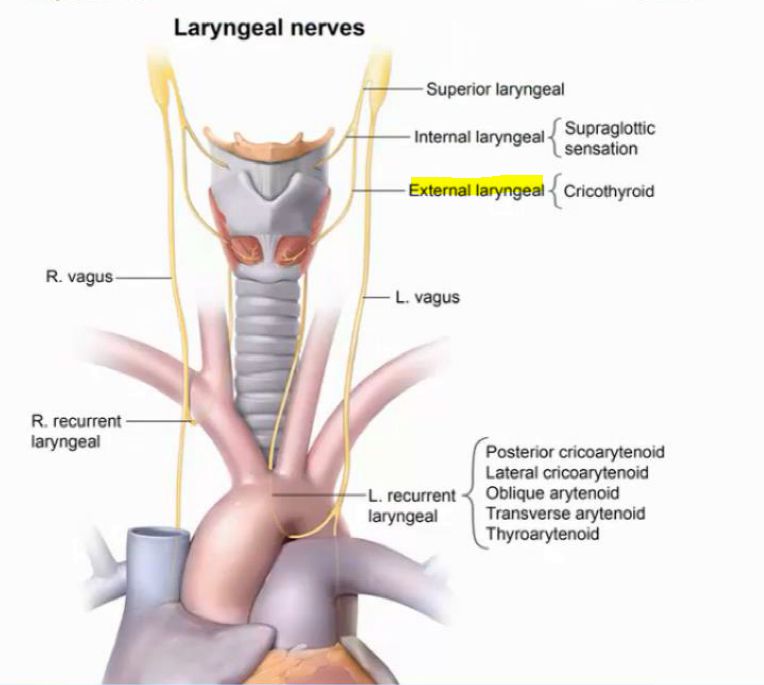 Laryngeal nerves
Superior laryngeal
Internal laryngeal
Supraglottic
sensation
External laryngeal
Cricothyroid
R. vagus
L. vagus
R. recurrent
laryngeal
L. recurrent
laryngeal
Posterior cricoarytenoid
Lateral cricoarytenoid
Oblique arytenoid
Transverse arytenoid
Thyroarytenoid